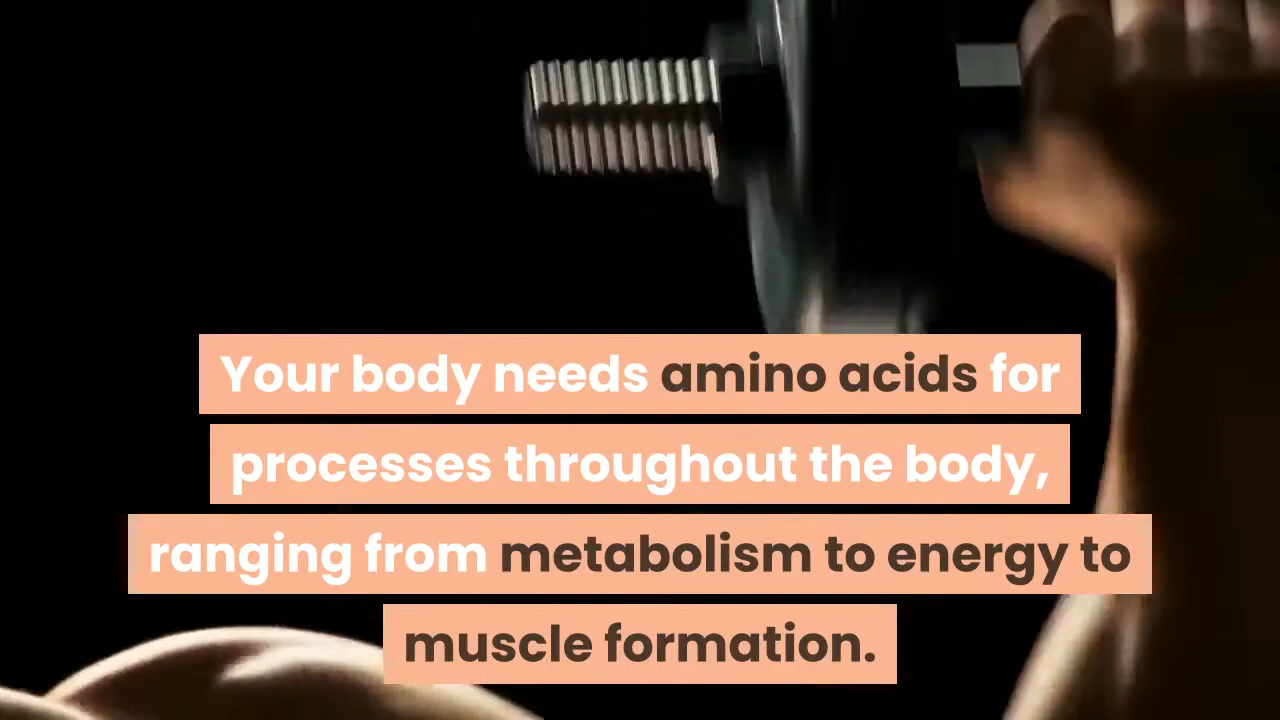 Your body needs amino acids for
processes throughout the body,
ranging from metabolism to energy to
muscle formation.